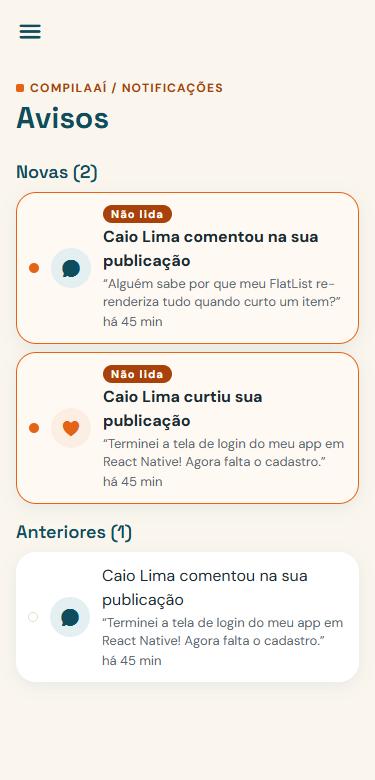 COMPILAAÍ / NOTIFICAÇÕES
Avisos
Novas (2)
Não lida
Caio Lima comentou na sua
publicação
“Alguém sabe por que meu FlatList re-
renderiza tudo quando curto um item?”
há 45 min
Não lida
Caio Lima curtiu sua
publicação
“Terminei a tela de login do meu app em
React Native! Agora falta o cadastro.”
há 45 min
Anteriores (1)
Caio Lima comentou na sua
publicação
“Terminei a tela de login do meu app em
React Native! Agora falta o cadastro.”
há 45 min